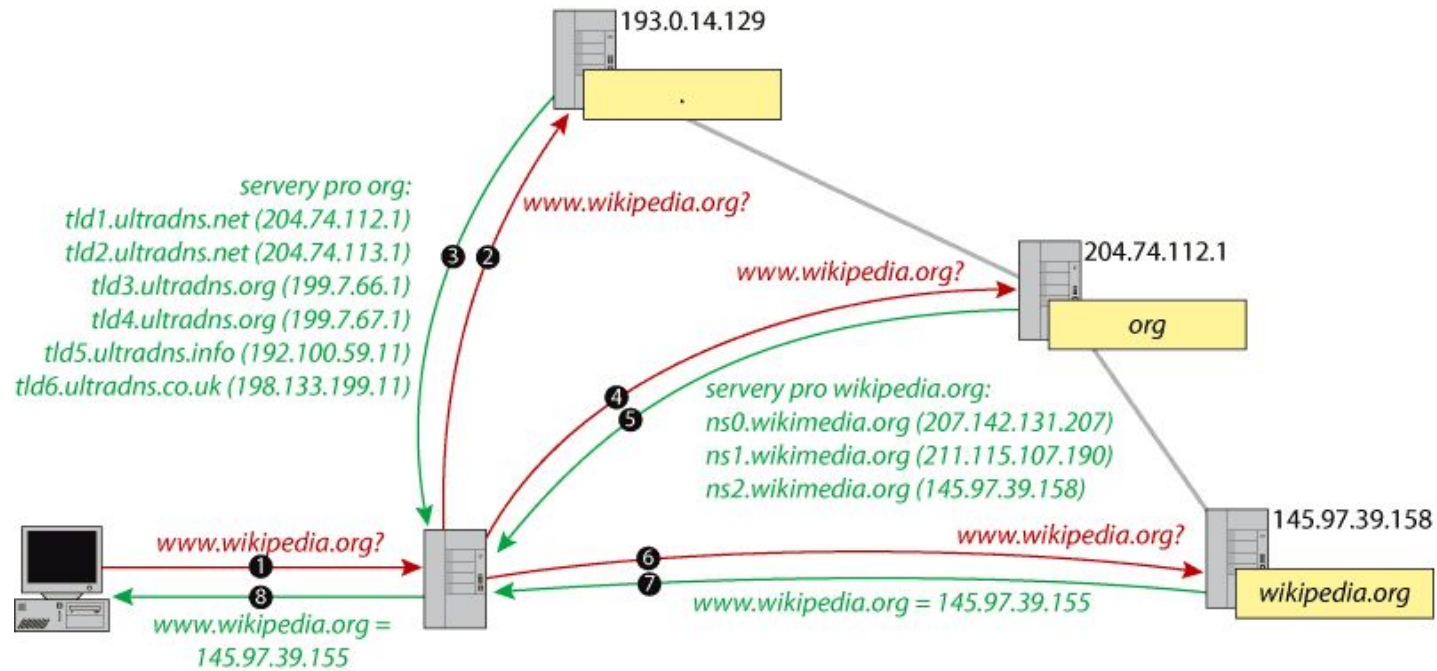 193.0.14.129
.
servery pro org:
tld1.ultradns.net (204.74.112.1)
tld2.ultradns.net (204.74.113.1)
tld3.ultradns.org (199.7.66.1)
tld4.ultradns.org (199.7.67.1)
tld5.ultradns.info (192.100.59.11)
tld6.ultradns.co.uk (198.133.199.11)
3
2
www.wikipedia.org?
www.wikipedia.org?
204.74.112.1
org
4
5
servery pro wikipedia.org:
ns0.wikimedia.org (207.142.131.207)
ns1.wikimedia.org (211.115.107.190)
ns2.wikimedia.org (145.97.39.158)
www.wikipedia.org?
1
8
www.wikipedia.org =
145.97.39.155
6
7
www.wikipedia.org?
www.wikipedia.org = 145.97.39.155
145.97.39.158
wikipedia.org